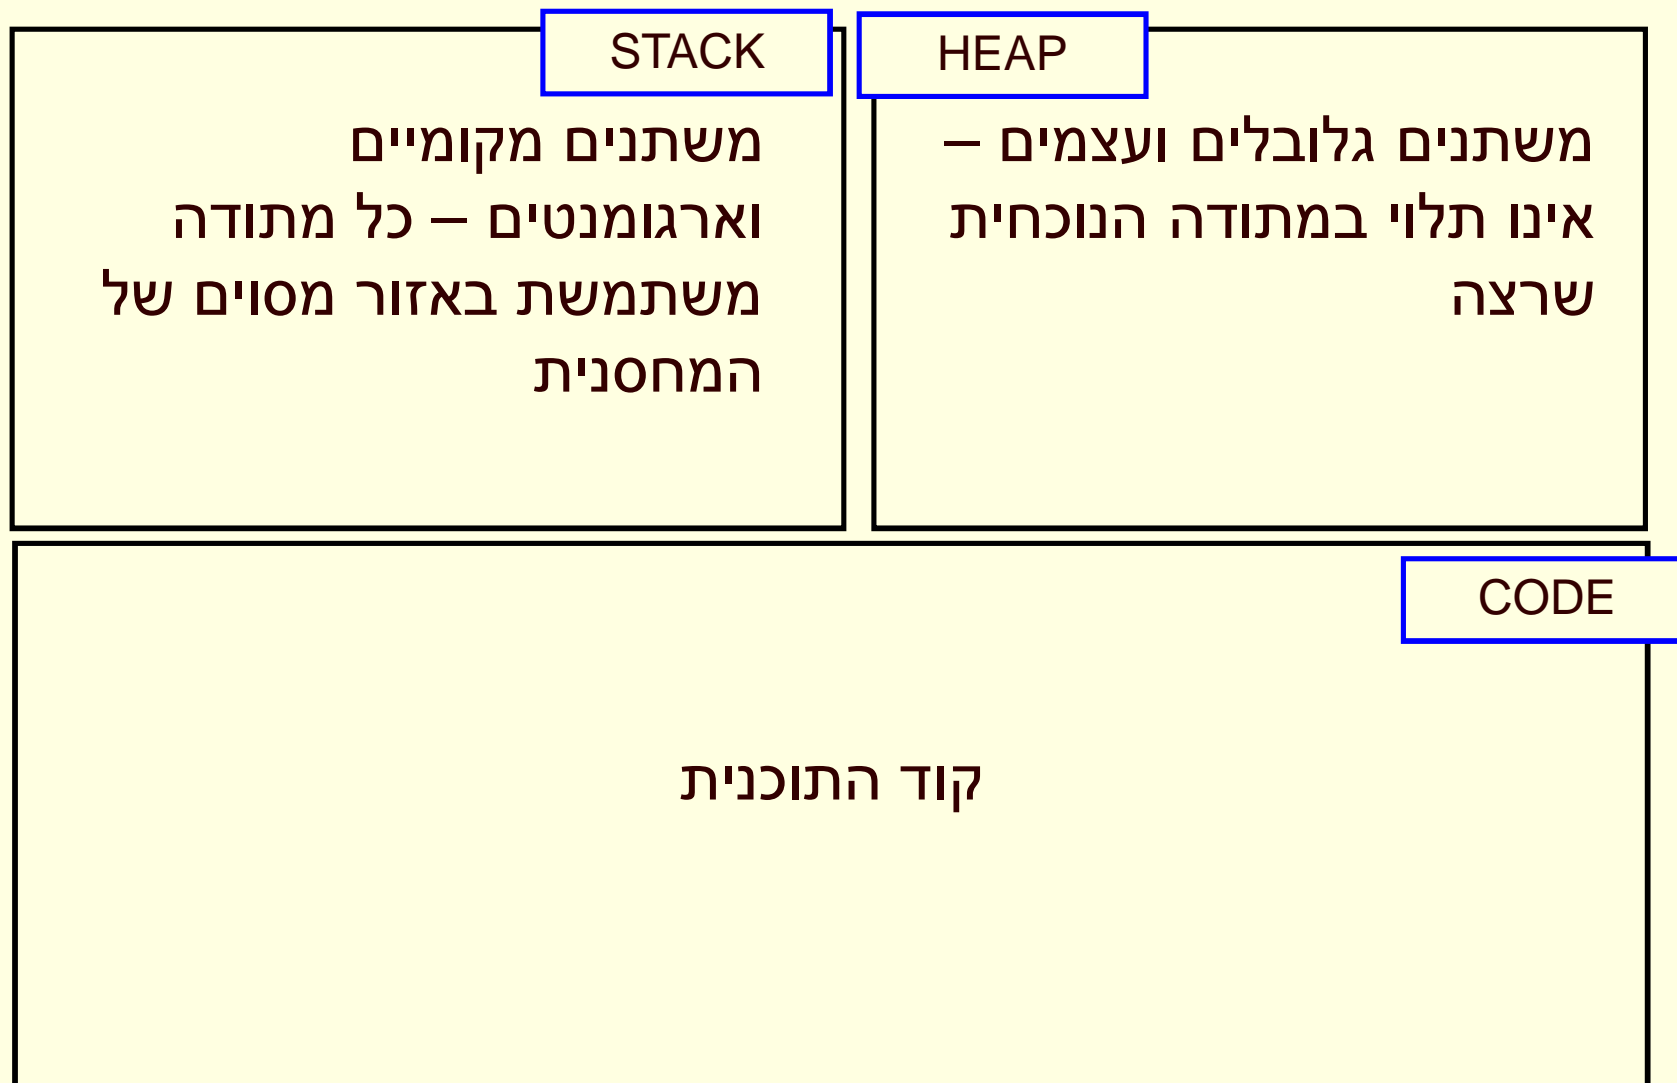 STACK
משתנים מקומיים
וארגומנטים – כל מתודה
משתמשת באזור מסוים של
המחסנית
HEAP
משתנים גלובלים ועצמים –
אינו תלוי במתודה הנוכחית
שרצה
CODE
קוד התוכנית